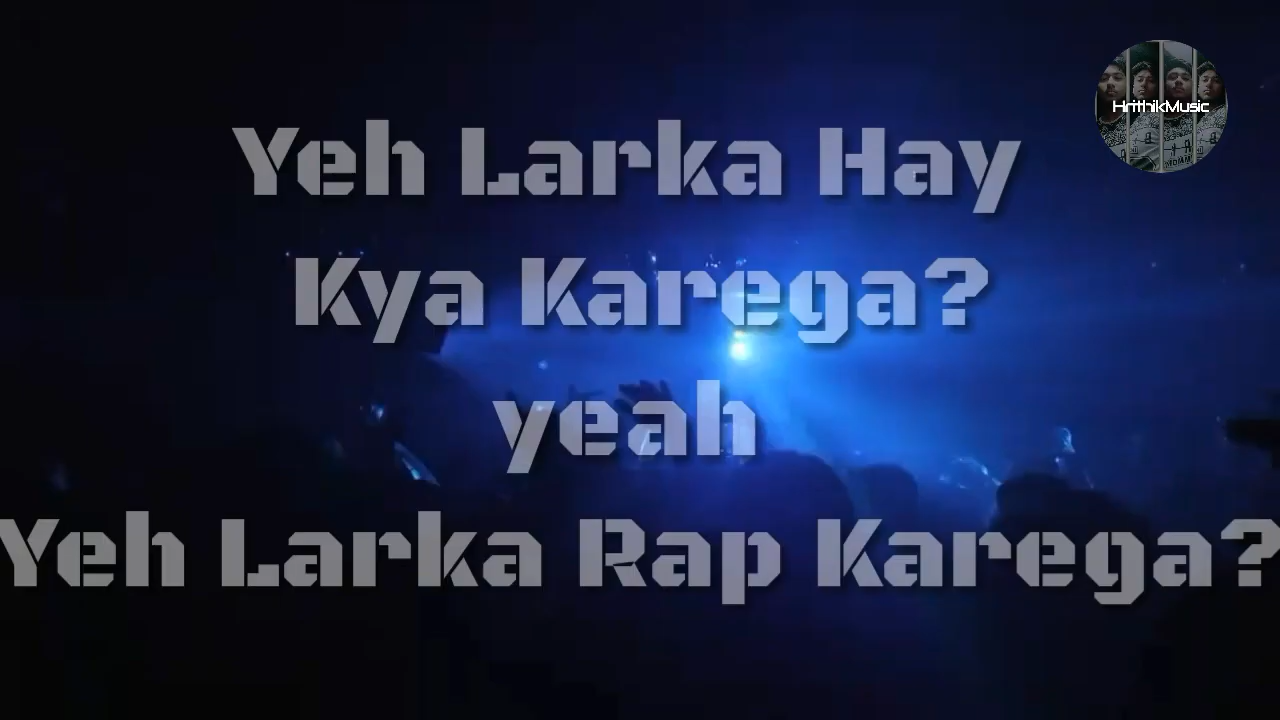 HrithikMusic
Yeh Larka Hay
Kya Karega?
yeah
Yeh Larka Rap Karega?